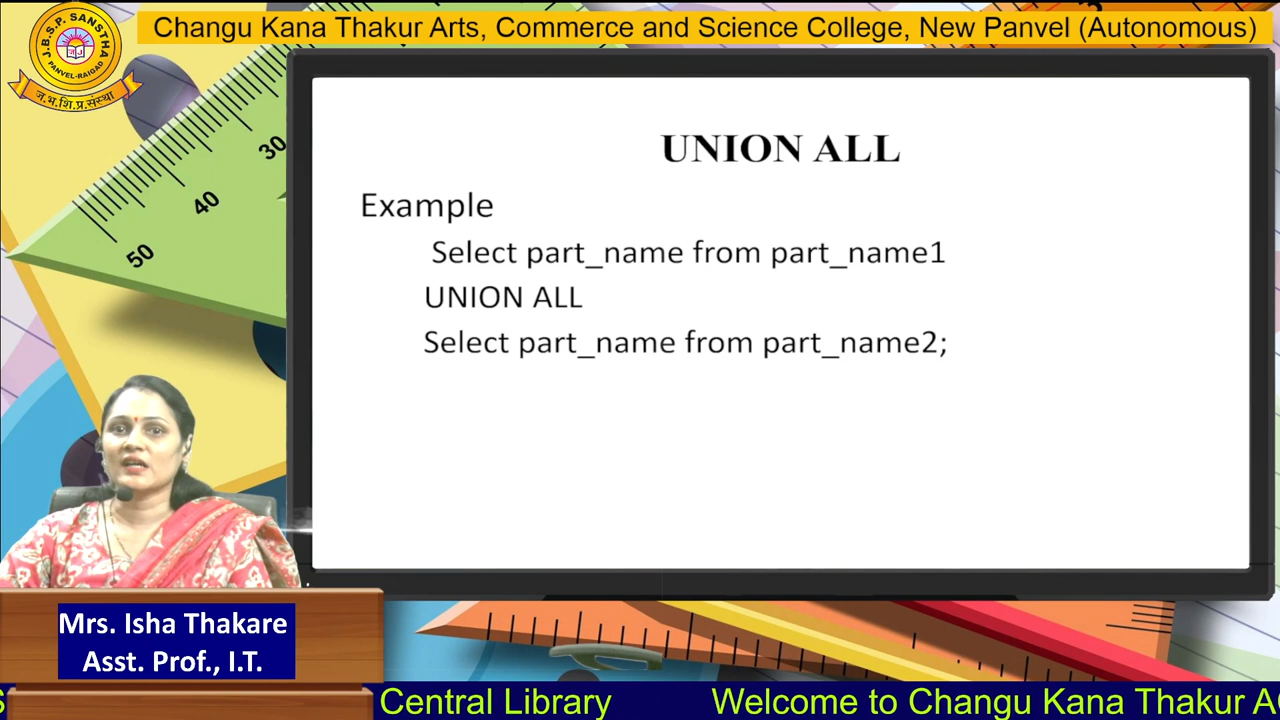 J.B.S.P. SANSTHA
PANVEL-RAIGAD
ज.भ.शि.प्र.संस्था
Changu Kana Thakur Arts, Commerce and Science College, New Panvel (Autonomous)
30
40
50
UNION ALL
Example
Select part_name from part_name1
UNION ALL
Select part_name from part_name2;
Mrs. Isha Thakare
Asst. Prof., I.T.
Central Library Welcome to Changu Kana Thakur